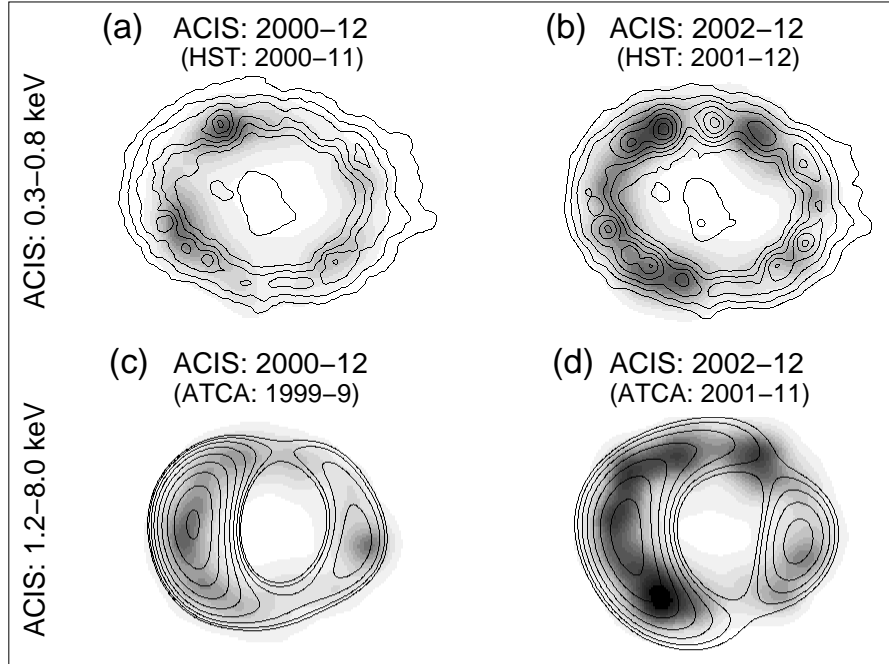 (a) ACIS: 2000–12
(HST: 2000–11)
(b) ACIS: 2002–12
(HST: 2001–12)
ACIS: 0.3–0.8 keV
(c) ACIS: 2000–12
(ATCA: 1999–9)
(d) ACIS: 2002–12
(ATCA: 2001–11)
ACIS: 1.2–8.0 keV